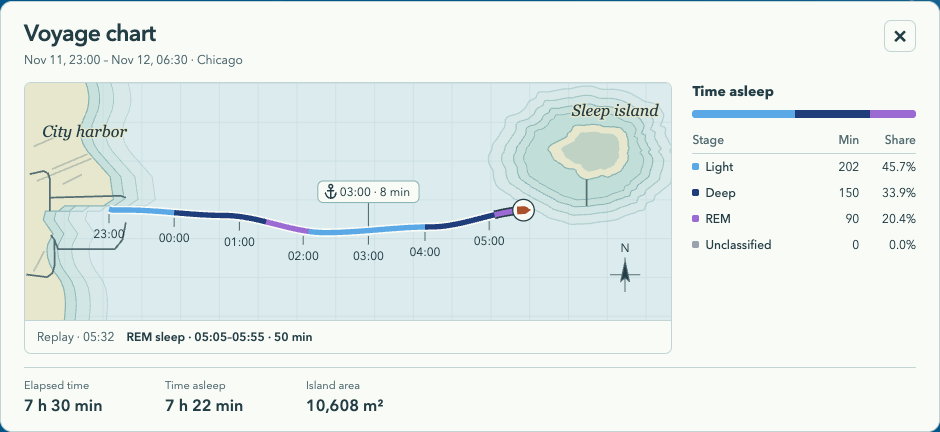 Voyage chart
Nov 11, 23:00 – Nov 12, 06:30 · Chicago
City harbor
Sleep island
03:00 · 8 min
23:00
00:00
01:00
02:00
03:00
04:00
05:00
N
Replay · 05:32 REM sleep · 05:05–05:55 · 50 min
Time asleep
Stage Min Share
Light 202 45.7%
Deep 150 33.9%
REM 90 20.4%
Unclassified 0 0.0%
Elapsed time
7 h 30 min
Time asleep
7 h 22 min
Island area
10,608 m²